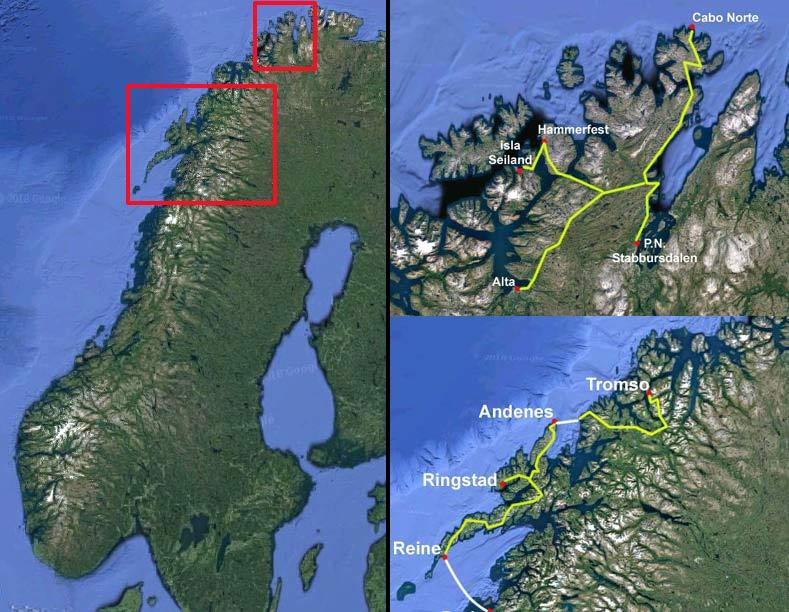 Cabo Norte
Hammerfest
Isla
Seiland
P.N.
Stabbursdalen
Alta
Tromso
Andenes
Ringstad
Reine